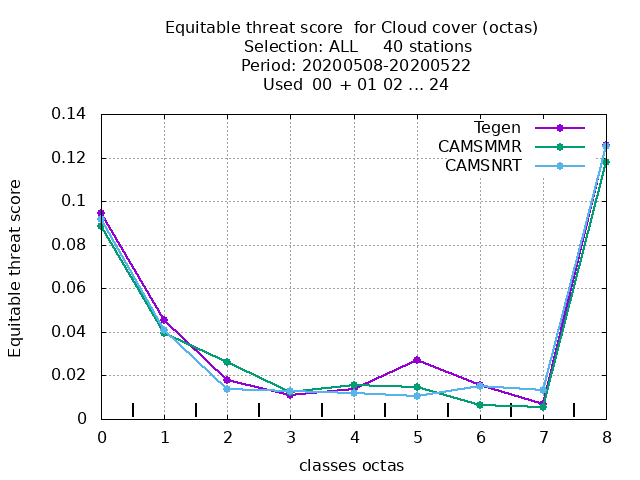 Equitable threat score  for Cloud cover (octas)
Selection: ALL     40 stations
Period: 20200508-20200522
Used  00 + 01 02 ... 24
Tegen
CAMSMMR
CAMSNRT
0.14
0.12
0.1
0.08
0.06
0.04
0.02
0
Equitable threat score
0 1 2 3 4 5 6 7 8
classes octas